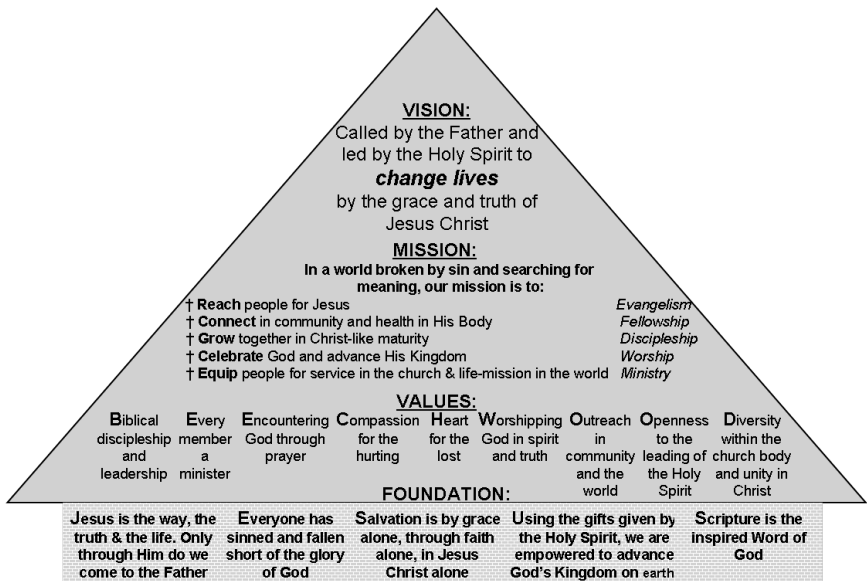 VISION:
Called by the Father and
led by the Holy Spirit to
change lives
by the grace and truth of
Jesus Christ
MISSION:
In a world broken by sin and searching for
meaning, our mission is to:
† Reach people for Jesus Evangelism
† Connect in community and health in His Body Fellowship
† Grow together in Christ-like maturity Discipleship
† Celebrate God and advance His Kingdom Worship
† Equip people for service in the church & life-mission in the world Ministry
VALUES:
Biblical
discipleship
and
leadership
Every
member
a
minister
Encountering
God through
prayer
Compassion
for the
hurting
Heart
for the
lost
Worshipping
God in spirit
and truth
Outreach
in
community
and the
world
Openness
to the
leading of
the Holy
Spirit
Diversity
within the
church body
and unity in
Christ
FOUNDATION:
Jesus is the way, the
truth & the life. Only
through Him do we
come to the Father
Everyone has
sinned and fallen
short of the glory
of God
Salvation is by grace
alone, through faith
alone, in Jesus
Christ alone
Using the gifts given by
the Holy Spirit, we are
empowered to advance
God's Kingdom on earth
Scripture is the
inspired Word of
God